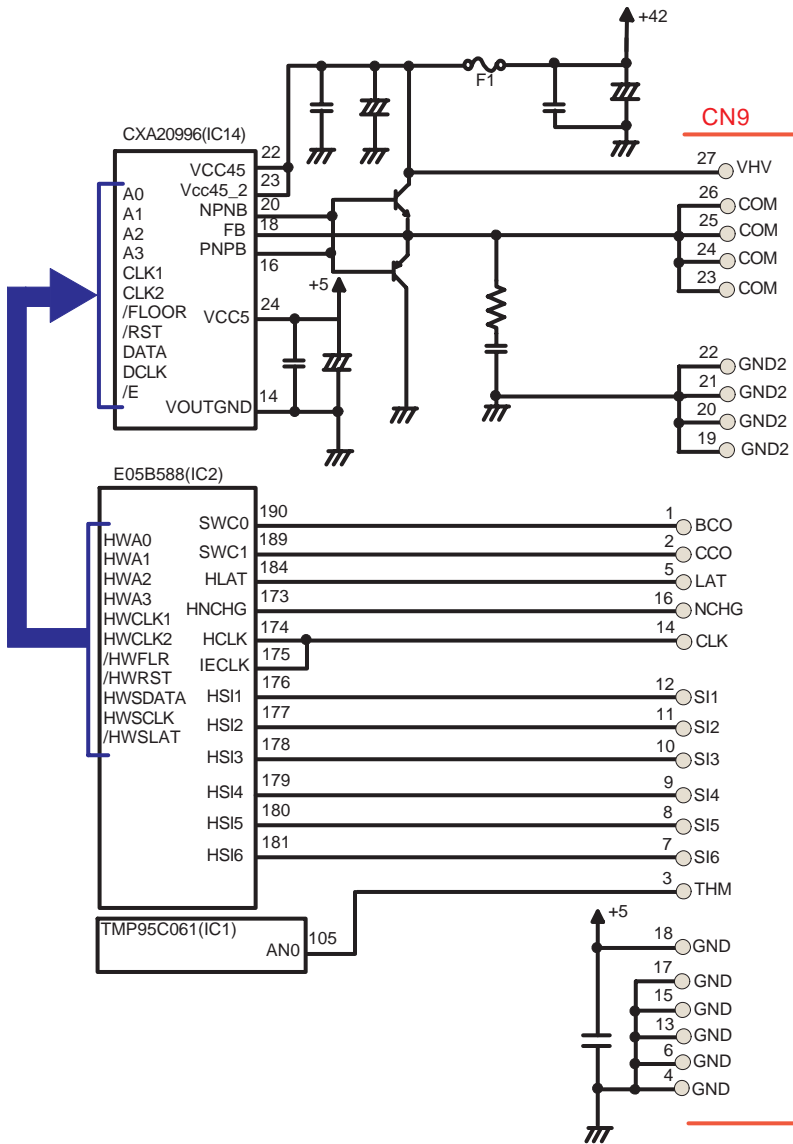 +42
F1
CN9
CXA20996(IC14)
22
VCC45
23
Vcc45_2
20
NPNB
18
FB
PNPB
16
A0
A1
A2
A3
CLK1
CLK2
/FLOOR
/RST
DATA
DCLK
/E
+5
24
VCC5
14
VOUTGND
27 VHV
26 COM
25 COM
24 COM
23 COM
22 GND2
21 GND2
20 GND2
19 GND2
E05B588(IC2)
HWA0
HWA1
HWA2
HWA3
HWCLK1
HWCLK2
/HWFLR
/HWRST
HWSDATA
HWSCLK
/HWSLAT
SWC0 190 1 BCO
SWC1 189 2 CCO
HLAT 184 5 LAT
HNCHG 173 16 NCHG
HCLK 174 14 CLK
IECLK 175
HSI1 176 12 SI1
HSI2 177 11 SI2
HSI3 178 10 SI3
HSI4 179 9 SI4
HSI5 180 8 SI5
HSI6 181 7 SI6
3 THM
TMP95C061(IC1)
AN0 105
+5
18 GND
17 GND
15 GND
13 GND
6 GND
4 GND